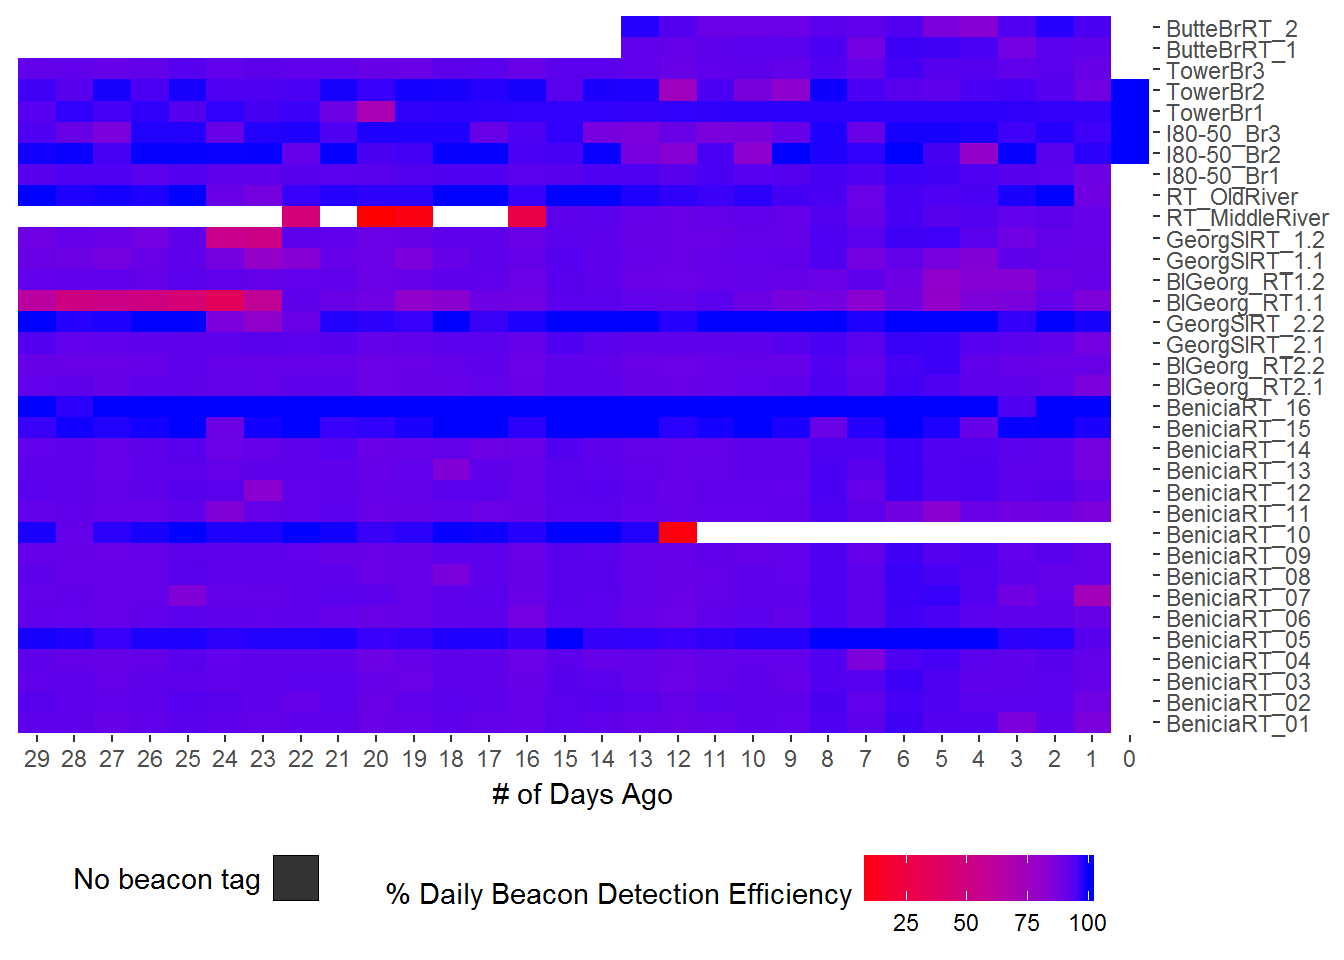 ButteBrRT_2
ButteBrRT_1
TowerBr3
TowerBr2
TowerBr1
I80-50_Br3
I80-50_Br2
I80-50_Br1
RT_OldRiver
RT_MiddleRiver
GeorgSlRT_1.2
GeorgSlRT_1.1
BlGeorg_RT1.2
BlGeorg_RT1.1
GeorgSlRT_2.2
GeorgSlRT_2.1
BlGeorg_RT2.2
BlGeorg_RT2.1
BeniciaRT_16
BeniciaRT_15
BeniciaRT_14
BeniciaRT_13
BeniciaRT_12
BeniciaRT_11
BeniciaRT_10
BeniciaRT_09
BeniciaRT_08
BeniciaRT_07
BeniciaRT_06
BeniciaRT_05
BeniciaRT_04
BeniciaRT_03
BeniciaRT_02
BeniciaRT_01
29 28 27 26 25 24 23 22 21 20 19 18 17 16 15 14 13 12 11 10 9 8 7 6 5 4 3 2 1 0
# of Days Ago
No beacon tag
% Daily Beacon Detection Efficiency
25 50 75 100